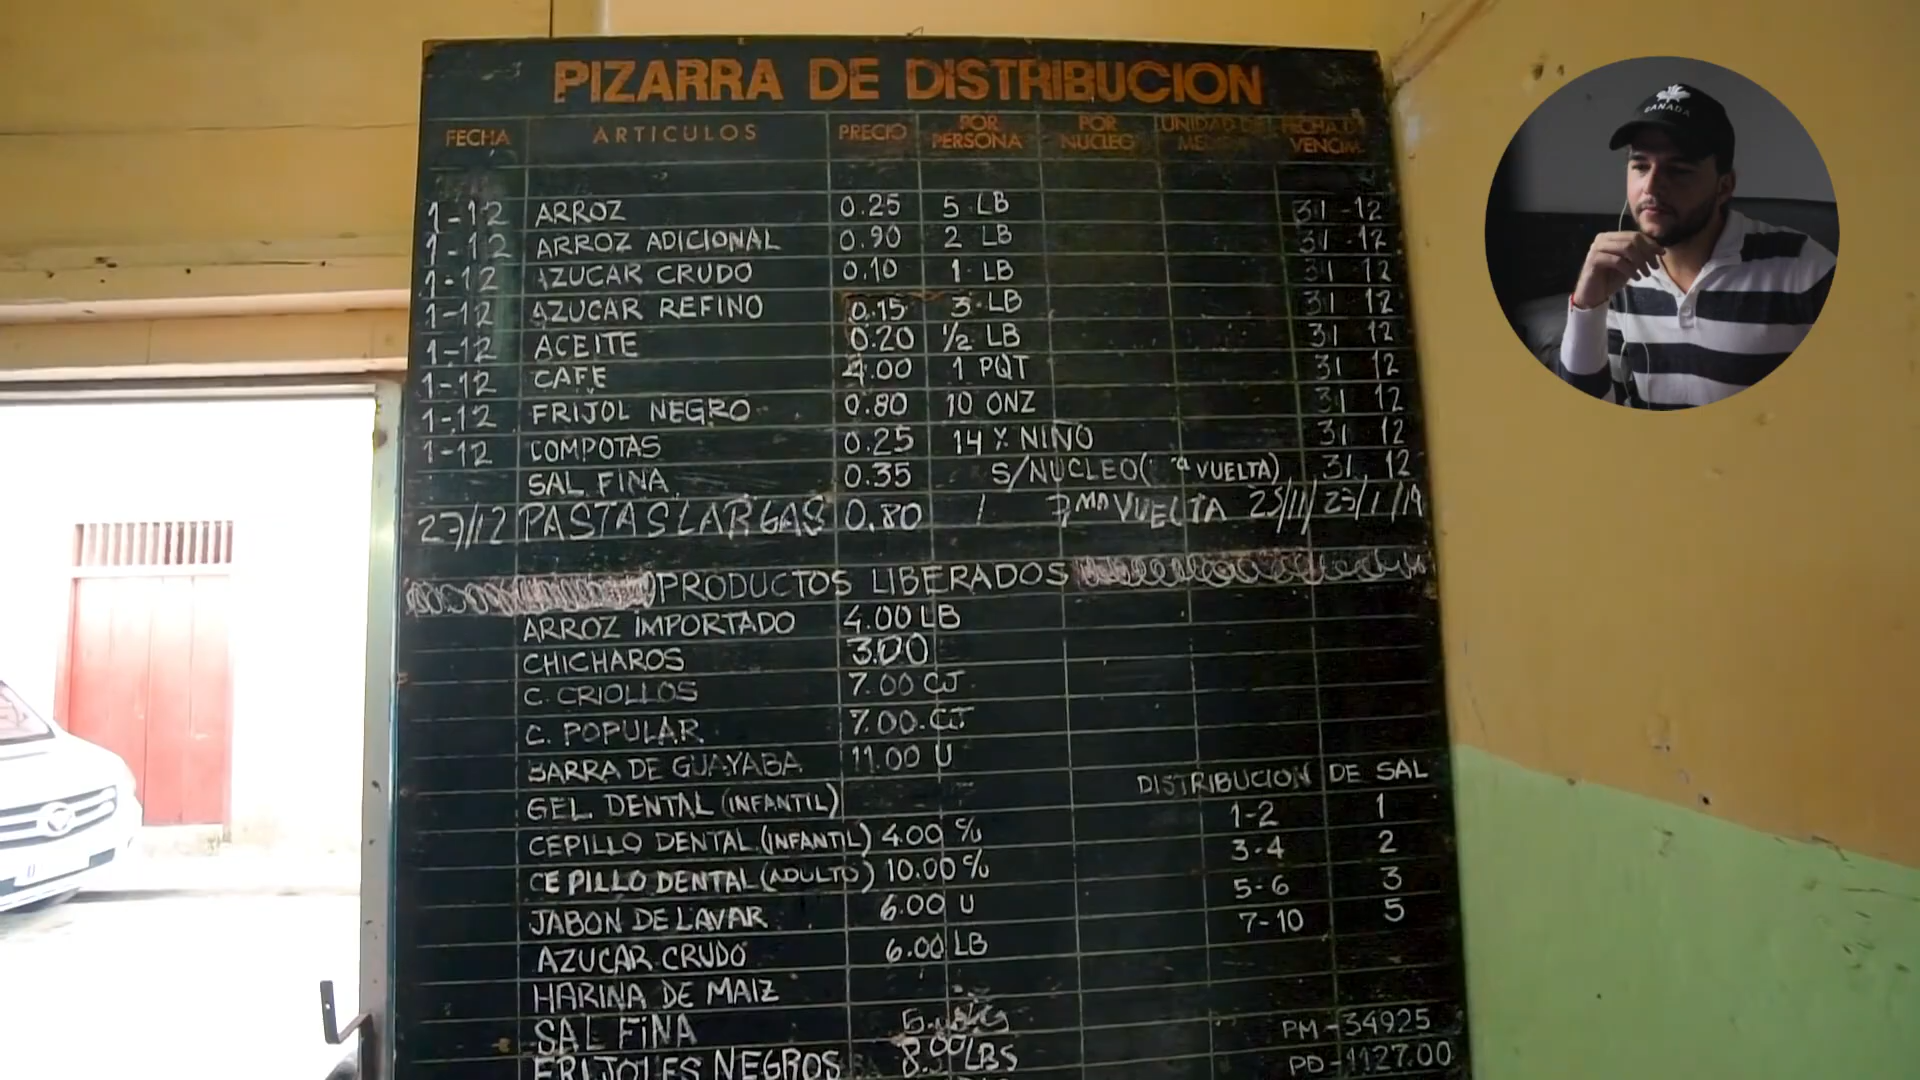 PIZARRA DE DISTRIBUCION
FECHA ARTICULOS PRECIO POR PERSONA POR NUCLEO UNIDAD DE MEDIDA FECHA DE VENCIM.
1-12 ARROZ 0.25 5 LB 31-12
1-12 ARROZ ADICIONAL 0.90 2 LB 31-12
1-12 AZUCAR CRUDO 0.10 1 LB 31 12
1-12 AZUCAR REFINO 0.15 3 LB 31 12
1-12 ACEITE 0.20 1/2 LB 31 12
1-12 CAFE 4.00 1 PQT 31 12
1-12 FRIJOL NEGRO 0.80 10 ONZ 31 12
1-12 COMPOTAS 0.25 14 X NIÑO 31 12
SAL FINA 0.35 S/NUCLEO( ª VUELTA) 31 12
27/12 PASTAS LARGAS 0.80 / 7MA VUELTA 25/11/23/1/19
PRODUCTOS LIBERADOS
ARROZ IMPORTADO 4.00 LB
CHICHAROS 3.00
C. CRIOLLOS 7.00 CJ
C. POPULAR 7.00 CJ
BARRA DE GUAYABA 11.00 U
GEL DENTAL (INFANTIL)
CEPILLO DENTAL (INFANTIL) 4.00 c/u
CEPILLO DENTAL (ADULTO) 10.00 c/u
JABON DE LAVAR 6.00 U
AZUCAR CRUDO 6.00 LB
HARINA DE MAIZ
SAL FINA
FRIJOLES NEGROS 8.00 LBS
DISTRIBUCION DE SAL
1-2 1
3-4 2
5-6 3
7-10 5
PM-34925
PD-1127.00
CANADA